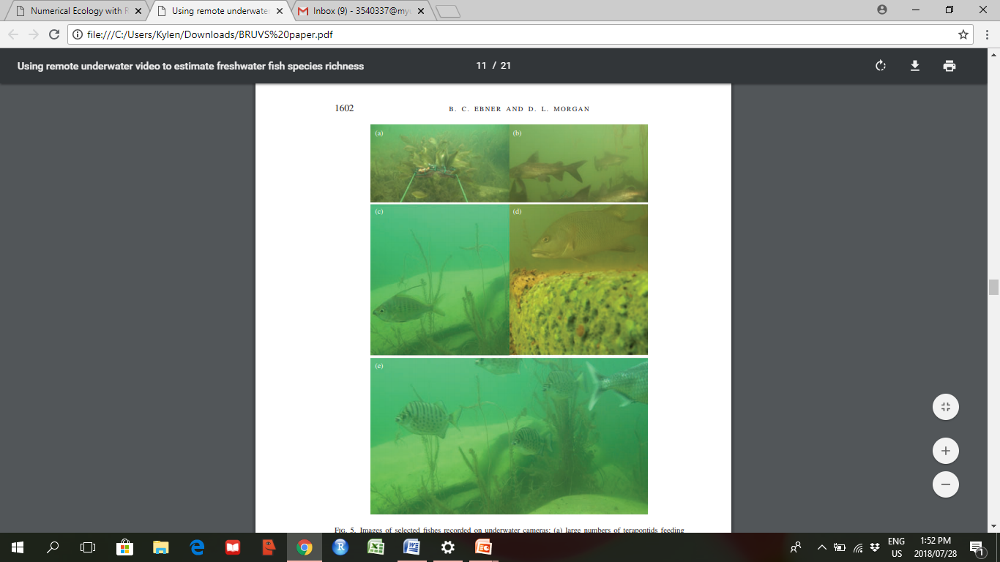 Numerical Ecology with R
Using remote underwater
Inbox (9) - 3540337@my
file:///C:/Users/Kylen/Downloads/BRUVS%20paper.pdf
Using remote underwater video to estimate freshwater fish species richness
11 / 21
1602
B. C. EBNER AND D. L. MORGAN
(a)
(b)
(c)
(d)
(e)
FIG. 5. Images of selected fishes recorded on underwater cameras: (a) large numbers of terapontids feeding
ENG
US
1:52 PM
2018/07/28
1